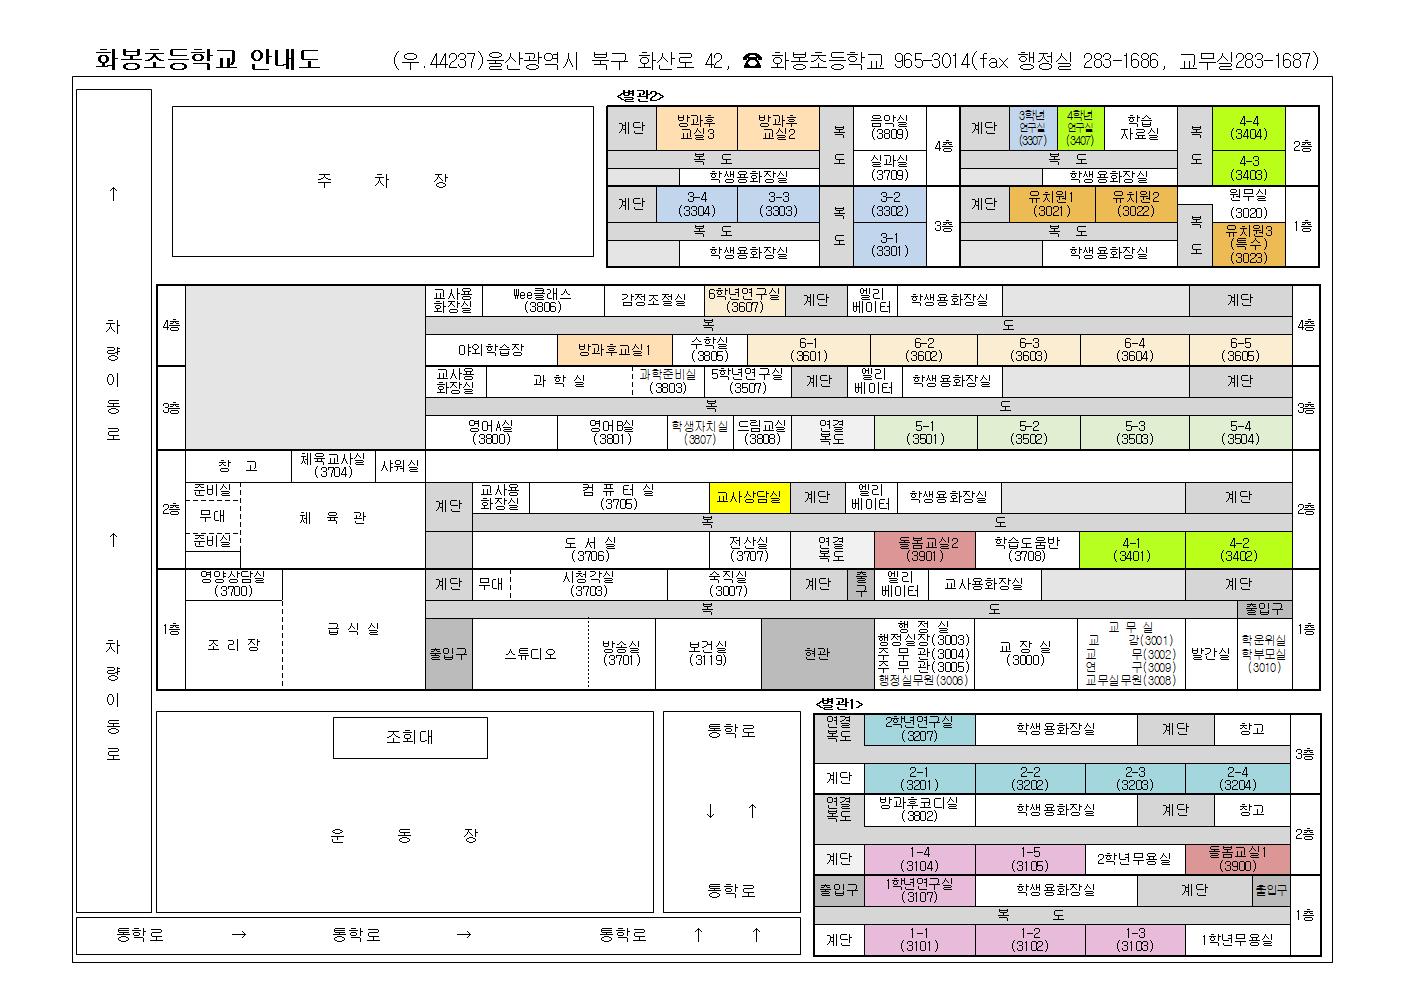 화봉초등학교 안내도 (우.44237)울산광역시 북구 화산로 42, ☎ 화봉초등학교 965-3014(fax 행정실 283-1686, 교무실283-1687)
<별관2>
계단 방과후 교실3 방과후 교실2 복 도 음악실 (3809) 4층
실과실 (3709)
복 도
학생용화장실
계단 3학년 연구실 (3307) 4학년 연구실 (3407) 학습 자료실 복 도 4-4 (3404) 2층
4-3 (3403)
복 도
학생용화장실
계단 3-4 (3304) 3-3 (3303) 복 도 3-2 (3302) 3층
3-1 (3301)
복 도
학생용화장실
계단 유치원1 (3021) 유치원2 (3022) 원무실 (3020) 1층
복 도 유치원3 (특수) (3023)
복 도
학생용화장실
주 차 장
↑
차 량 이 동 로
↑
차 량 이 동 로
4층 교사용 화장실 Wee클래스 (3806) 감정조절실 6학년연구실 (3607) 계단 엘리 베이터 학생용화장실 계단 4층
복 도
야외학습장 방과후교실1 수학실 (3805) 6-1 (3601) 6-2 (3602) 6-3 (3603) 6-4 (3604) 6-5 (3605)
3층 교사용 화장실 과 학 실 과학준비실 (3803) 5학년연구실 (3507) 계단 엘리 베이터 학생용화장실 계단 3층
복 도
영어A실 (3800) 영어B실 (3801) 학생자치실 (3807) 드림교실 (3808) 연결 복도 5-1 (3501) 5-2 (3502) 5-3 (3503) 5-4 (3504)
창 고 체육교사실 (3704) 샤워실
2층 준비실 무대 준비실 체 육 관 계단 교사용 화장실 컴 퓨 터 실 (3705) 교사상담실 계단 엘리 베이터 학생용화장실 계단 2층
복 도
도 서 실 (3706) 전산실 (3707) 연결 복도 돌봄교실2 (3901) 학습도움반 (3708) 4-1 (3401) 4-2 (3402)
1층 영양상담실 (3700) 조 리 장 급 식 실 계단 무대 시청각실 (3703) 숙직실 (3007) 계단 출 구 엘리 베이터 교사용화장실 계단 1층
복 도 출입구
출입구 스튜디오 방송실 (3701) 보건실 (3119) 현관
행 정 실
행정실장(3003)
주 무 관(3004)
주 무 관(3005)
행정실무원(3006)
교 장 실 (3000)
교 무 실
교 감(3001)
교 무(3002)
연 구(3009)
교무실무원(3008)
발간실 학운위실 학부모실 (3010)
조회대
운 동 장
통학로
↓ ↑
통학로
통학로 → 통학로 → 통학로 ↑ ↑
<별관1>
연결 복도 2학년연구실 (3207) 학생용화장실 계단 창고 3층
계단 2-1 (3201) 2-2 (3202) 2-3 (3203) 2-4 (3204)
연결 복도 방과후코디실 (3802) 학생용화장실 계단 창고 2층
계단 1-4 (3104) 1-5 (3105) 2학년무용실 돌봄교실1 (3900)
출입구 1학년연구실 (3107) 학생용화장실 계단 출입구 1층
복 도
계단 1-1 (3101) 1-2 (3102) 1-3 (3103) 1학년무용실